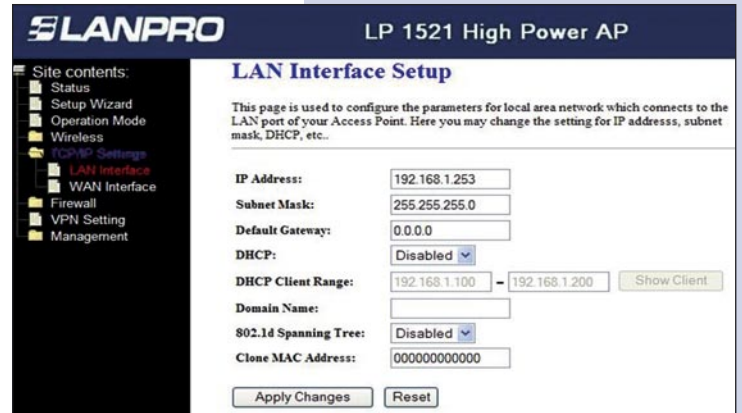 LANPRO
LP 1521 High Power AP
Site contents:
Status
Setup Wizard
Operation Mode
Wireless
TCP/IP Settings
LAN Interface
WAN Interface
Firewall
VPN Setting
Management
LAN Interface Setup
This page is used to configure the parameters for local area network which connects to the
LAN port of your Access Point. Here you may change the setting for IP addresss, subnet
mask, DHCP, etc..
IP Address: 192.168.1.253
Subnet Mask: 255.255.255.0
Default Gateway: 0.0.0.0
DHCP: Disabled
DHCP Client Range: 192.168.1.100 – 192.168.1.200 Show Client
Domain Name:
802.1d Spanning Tree: Disabled
Clone MAC Address: 000000000000
Apply Changes Reset